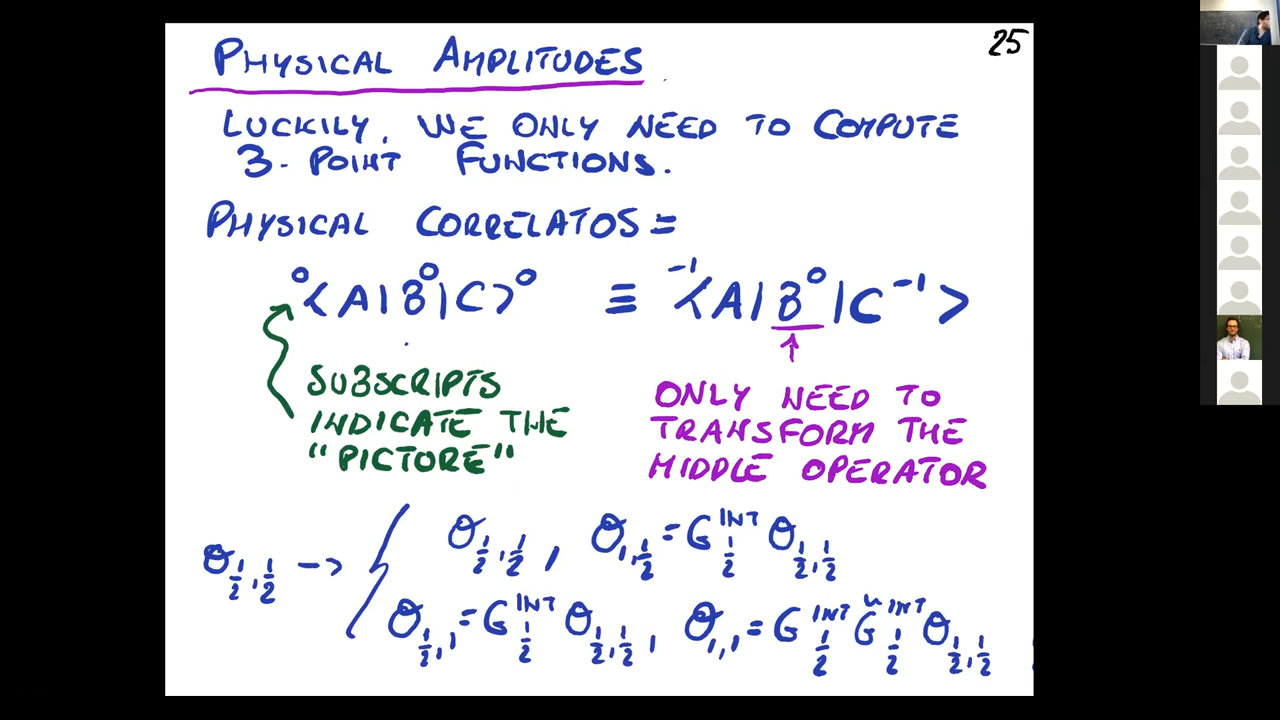 25
PHYSICAL AMPLITUDES
LUCKILY, WE ONLY NEED TO COMPUTE
3-POINT FUNCTIONS.
PHYSICAL CORRELATOS =
⁰<A|B⁰|C>⁰ ≡ ⁻¹<A|B⁰|C⁻¹>
SUBSCRIPTS
INDICATE THE
"PICTORE"
ONLY NEED TO
TRANSFORM THE
MIDDLE OPERATOR
O_{1/2,1/2} → { O_{1/2,1/2}, O_{1,1/2} = G^{INT}_{1/2} O_{1/2,1/2}
O_{1/2,1} = G^{INT}_{1/2} O_{1/2,1/2}, O_{1,1} = G^{INT}_{1/2} G̃^{INT}_{1/2} O_{1/2,1/2}